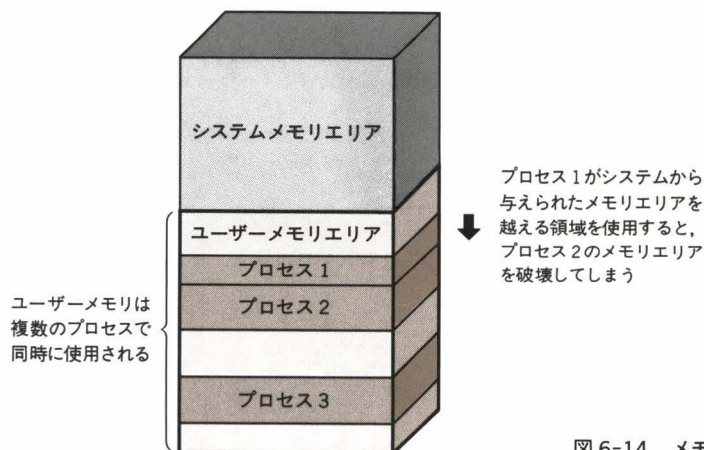 システムメモリエリア
ユーザーメモリエリア
プロセス1
プロセス2
プロセス3
ユーザーメモリは
複数のプロセスで
同時に使用される
プロセス1がシステムから
与えられたメモリエリアを
越える領域を使用すると,
プロセス2のメモリエリア
を破壊してしまう
図6-14 メモ